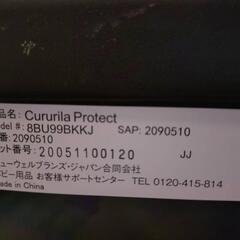 品名: Cururila Protect
Model #: 8BU99BKKJ SAP: 2090510
番: 2090510
ット番号: 20051100120 JJ
ューウェルブランズ・ジャパン合同会社
ビー用品 お客様サポートセンター TEL 0120-415-814
Made in China